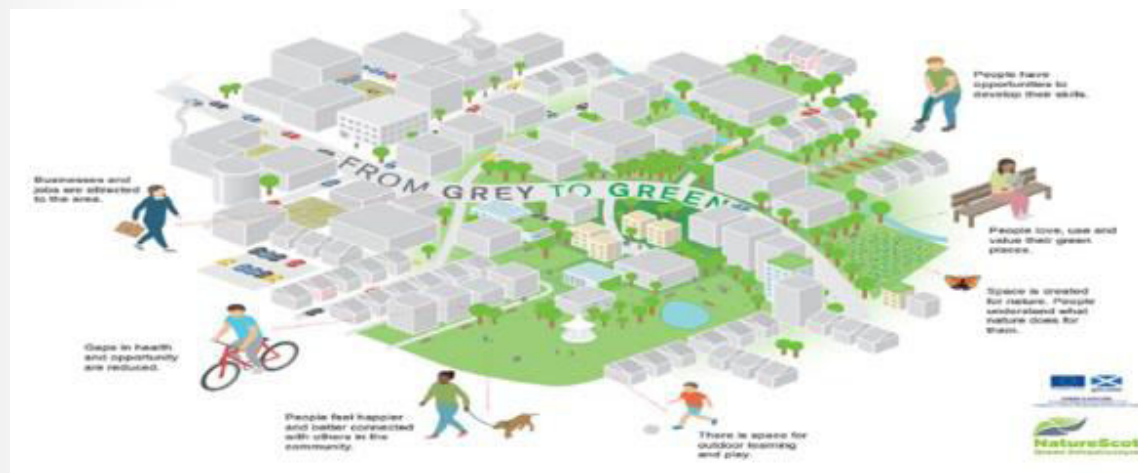 People have
opportunities to
develop their skills.
Businesses and
jobs are attracted
to the area.
FROM GREY TO GREEN
People love, use and
value their green
places.
Space is created
for nature. People
understand what
nature does for
them.
Gaps in health
and opportunity
are reduced.
People feel happier
and better connected
with others in the
community.
There is space for
outdoor learning
and play.
NatureScot
Green Infrastructure